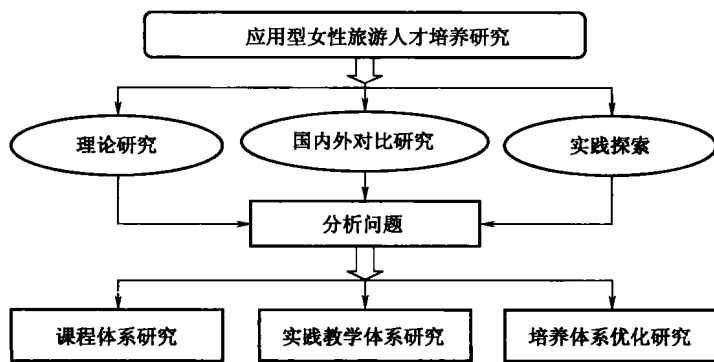 应用型女性旅游人才培养研究
理论研究
国内外对比研究
实践探索
分析问题
课程体系研究
实践教学体系研究
培养体系优化研究